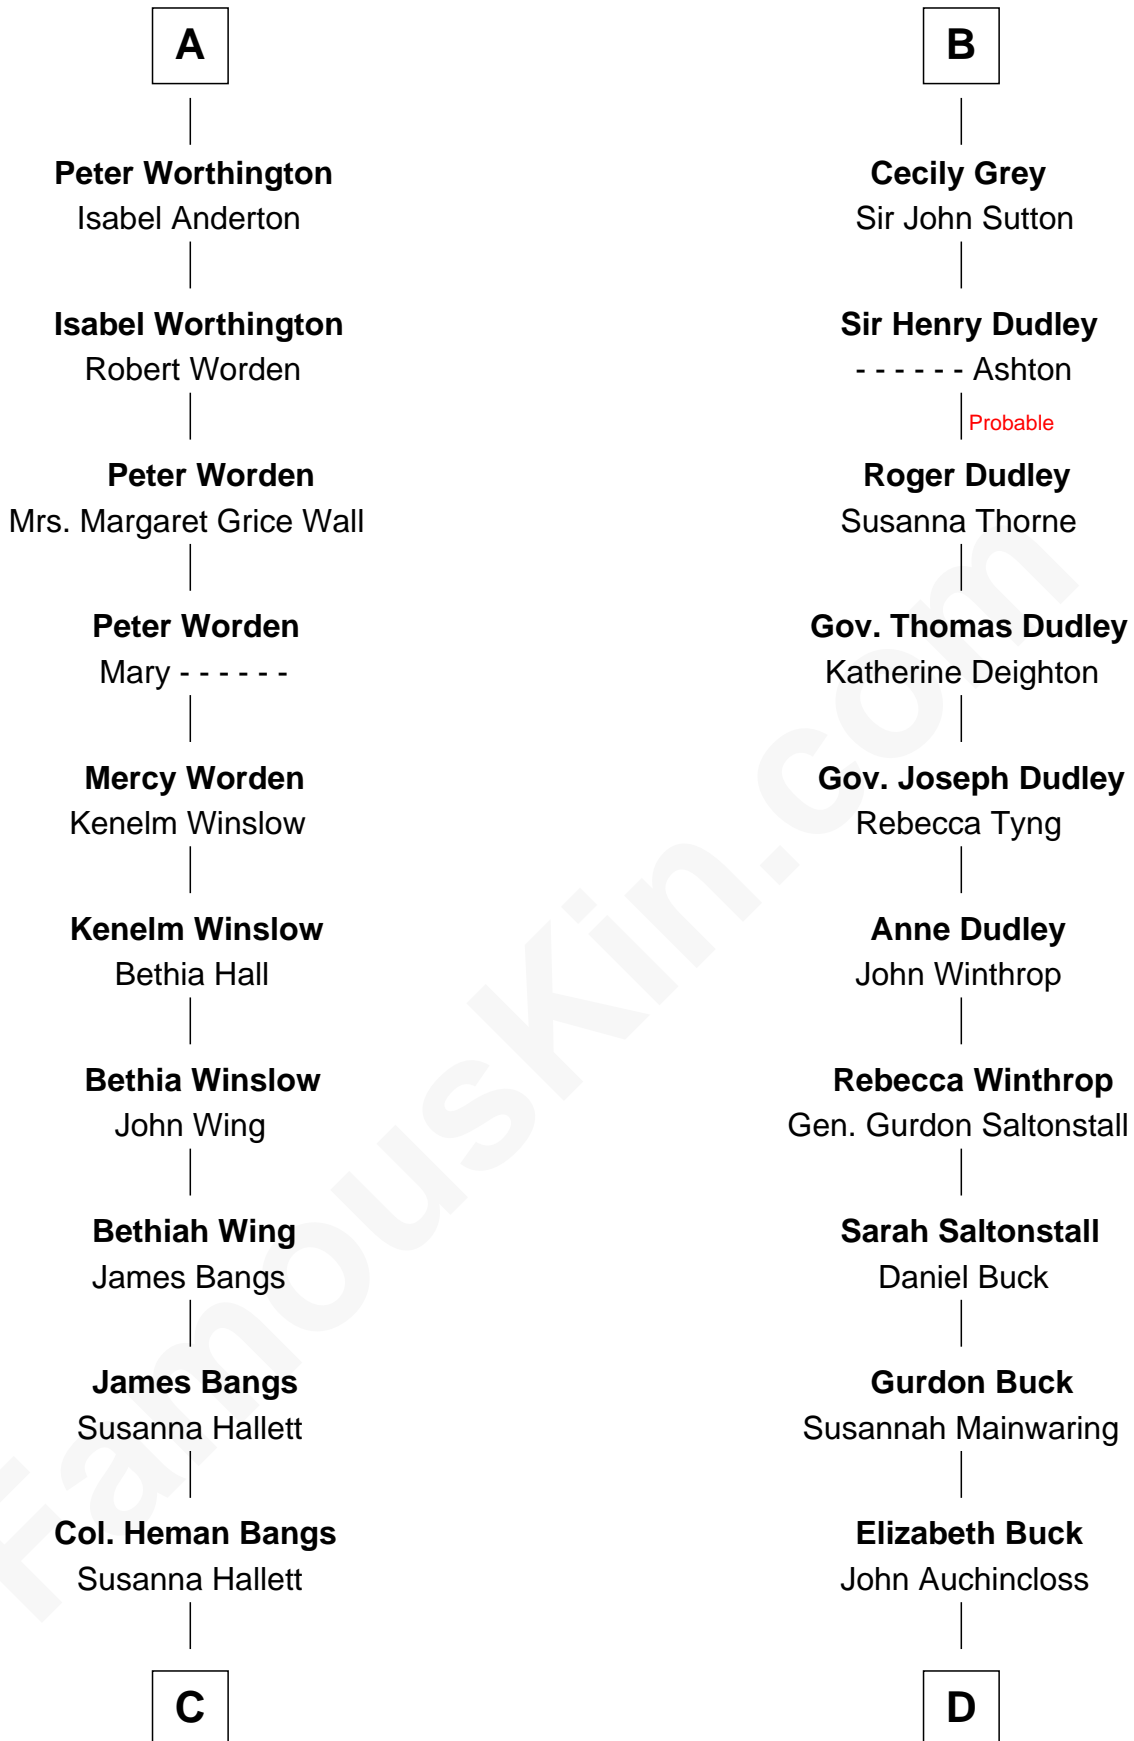 A
Peter Worthington
Isabel Anderton
Isabel Worthington
Robert Worden
Peter Worden
Mrs. Margaret Grice Wall
Peter Worden
Mary - - - - - -
Mercy Worden
Kenelm Winslow
Kenelm Winslow
Bethia Hall
Bethia Winslow
John Wing
Bethiah Wing
James Bangs
James Bangs
Susanna Hallett
Col. Heman Bangs
Susanna Hallett
C
B
Cecily Grey
Sir John Sutton
Sir Henry Dudley
- - - - - - Ashton
Probable
Roger Dudley
Susanna Thorne
Gov. Thomas Dudley
Katherine Deighton
Gov. Joseph Dudley
Rebecca Tyng
Anne Dudley
John Winthrop
Rebecca Winthrop
Gen. Gurdon Saltonstall
Sarah Saltonstall
Daniel Buck
Gurdon Buck
Susannah Mainwaring
Elizabeth Buck
John Auchincloss
D
FamousKin.com